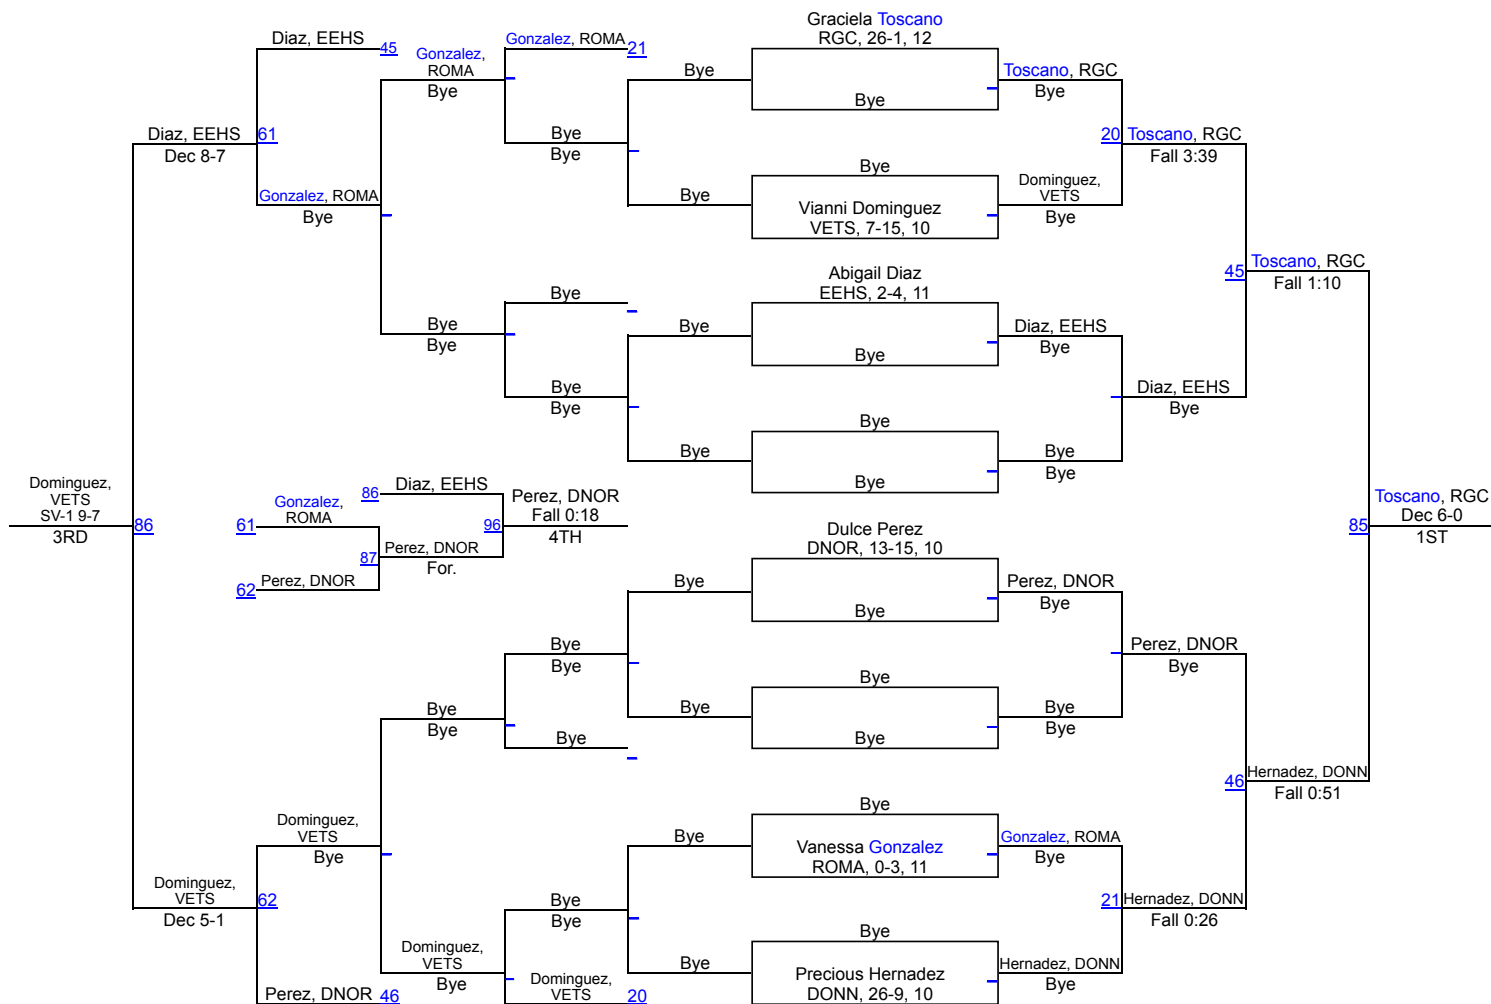 Graciela Toscano
RGC, 26-1, 12
Diaz, EEHS
45
Gonzalez,
ROMA
Bye
Gonzalez, ROMA
21
Bye
Bye
Toscano, RGC
Bye
Diaz, EEHS
61
Dec 8-7
Bye
Bye
20
Toscano, RGC
Fall 3:39
Gonzalez, ROMA
Bye
Bye
Bye
Vianni Dominguez
VETS, 7-15, 10
Dominguez,
VETS
Bye
Abigail Diaz
EEHS, 2-4, 11
45
Toscano, RGC
Fall 1:10
Bye
Bye
Bye
Bye
Bye
Diaz, EEHS
Bye
Bye
Bye
Diaz, EEHS
Bye
Bye
Bye
Bye
Bye
Bye
Dominguez,
VETS
SV-1 9-7
3RD
86
Gonzalez,
ROMA
61
86
Diaz, EEHS
Perez, DNOR
Fall 0:18
4TH
96
87
Perez, DNOR
For.
62
Perez, DNOR
Toscano, RGC
Dec 6-0
1ST
85
Dulce Perez
DNOR, 13-15, 10
Bye
Bye
Perez, DNOR
Bye
Bye
Bye
Perez, DNOR
Bye
Bye
Bye
Bye
Bye
Bye
Bye
Bye
Bye
Bye
46
Hernadez, DONN
Fall 0:51
Dominguez,
VETS
Bye
Bye
Bye
Vanessa Gonzalez
ROMA, 0-3, 11
Gonzalez, ROMA
Bye
Dominguez,
VETS
62
Dec 5-1
Bye
Bye
21
Hernadez, DONN
Fall 0:26
Dominguez,
VETS
Bye
Bye
Bye
Precious Hernadez
DONN, 26-9, 10
Hernadez, DONN
Bye
Perez, DNOR
46
Dominguez,
VETS
20